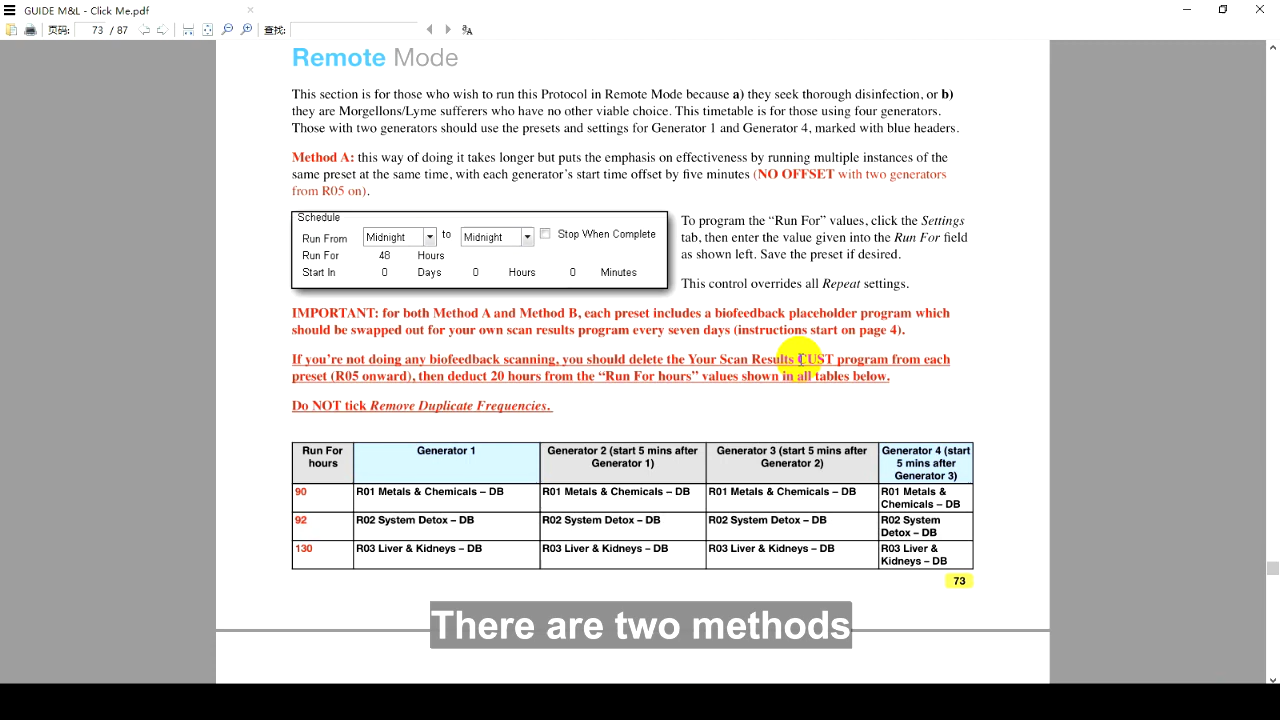 GUIDE M&L - Click Me.pdf
页码: 73 / 87 查找:
Remote Mode
This section is for those who wish to run this Protocol in Remote Mode because a) they seek thorough disinfection, or b)
they are Morgellons/Lyme sufferers who have no other viable choice. This timetable is for those using four generators.
Those with two generators should use the presets and settings for Generator 1 and Generator 4, marked with blue headers.
Method A: this way of doing it takes longer but puts the emphasis on effectiveness by running multiple instances of the
same preset at the same time, with each generator's start time offset by five minutes (NO OFFSET with two generators
from R05 on).
Schedule
Run From Midnight to Midnight Stop When Complete
Run For 48 Hours
Start In 0 Days 0 Hours 0 Minutes
To program the “Run For” values, click the Settings
tab, then enter the value given into the Run For field
as shown left. Save the preset if desired.
This control overrides all Repeat settings.
IMPORTANT: for both Method A and Method B, each preset includes a biofeedback placeholder program which
should be swapped out for your own scan results program every seven days (instructions start on page 4).
If you're not doing any biofeedback scanning, you should delete the Your Scan Results CUST program from each
preset (R05 onward), then deduct 20 hours from the “Run For hours” values shown in all tables below.
Do NOT tick Remove Duplicate Frequencies.
Run For hours
Generator 1
Generator 2 (start 5 mins after
Generator 1)
Generator 3 (start 5 mins after
Generator 2)
Generator 4 (start
5 mins after
Generator 3)
90
R01 Metals & Chemicals – DB
R01 Metals & Chemicals – DB
R01 Metals & Chemicals – DB
R01 Metals &
Chemicals – DB
92
R02 System Detox – DB
R02 System Detox – DB
R02 System Detox – DB
R02 System
Detox – DB
130
R03 Liver & Kidneys – DB
R03 Liver & Kidneys – DB
R03 Liver & Kidneys – DB
R03 Liver &
Kidneys – DB
73
There are two methods